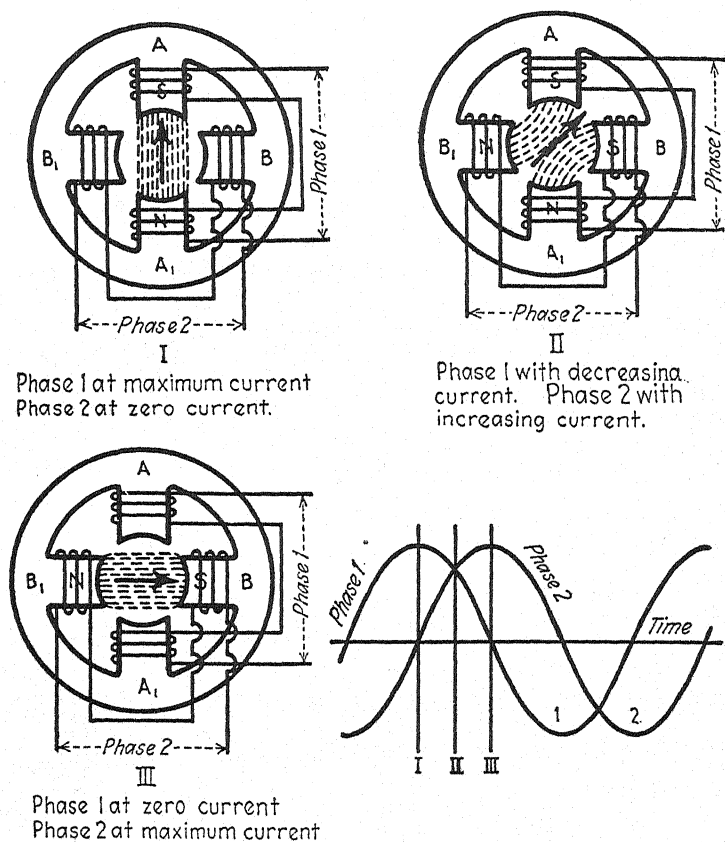 A
S
B₁
B
N
A₁
Phase 1
Phase 2
I
Phase 1 at maximum current
Phase 2 at zero current.
A
S
B₁
N
S
B
N
A₁
Phase 1
Phase 2
II
Phase 1 with decreasina
current. Phase 2 with
increasing current.
A
B₁
N
S
B
A₁
Phase 1
Phase 2
III
Phase 1 at zero current
Phase 2 at maximum current
Phase 1.
Phase 2
Time
1
2.
I
II
III